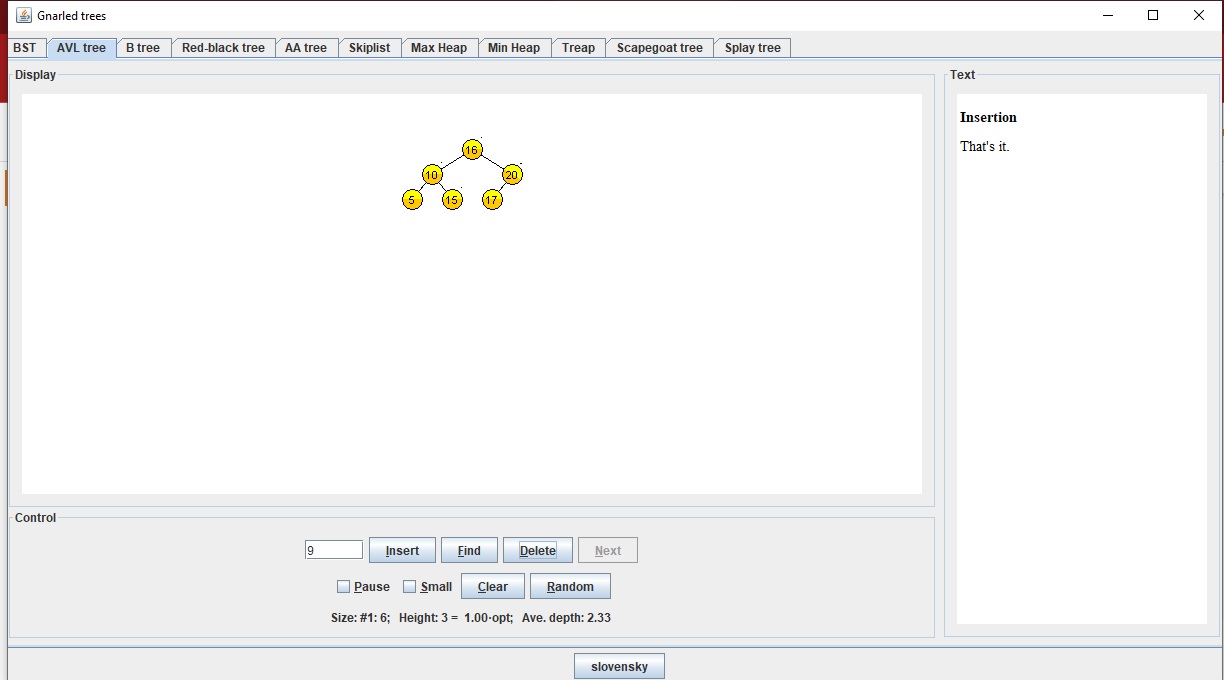 Gnarled trees
BST AVL tree B tree Red-black tree AA tree Skiplist Max Heap Min Heap Treap Scapegoat tree Splay tree
Display
16
10 20
5 15 17
Text
Insertion
That's it.
Control
9 Insert Find Delete Next
Pause Small Clear Random
Size: #1: 6; Height: 3 = 1.00·opt; Ave. depth: 2.33
slovensky